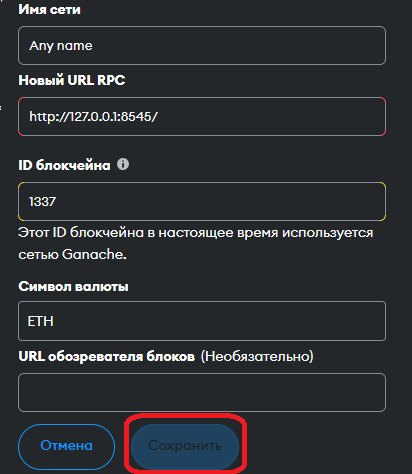 Имя сети
Any name
Новый URL RPC
http://127.0.0.1:8545/
ID блокчейна
1337
Этот ID блокчейна в настоящее время используется
сетью Ganache.
Символ валюты
ETH
URL обозревателя блоков (Необязательно)
Отмена Сохранить